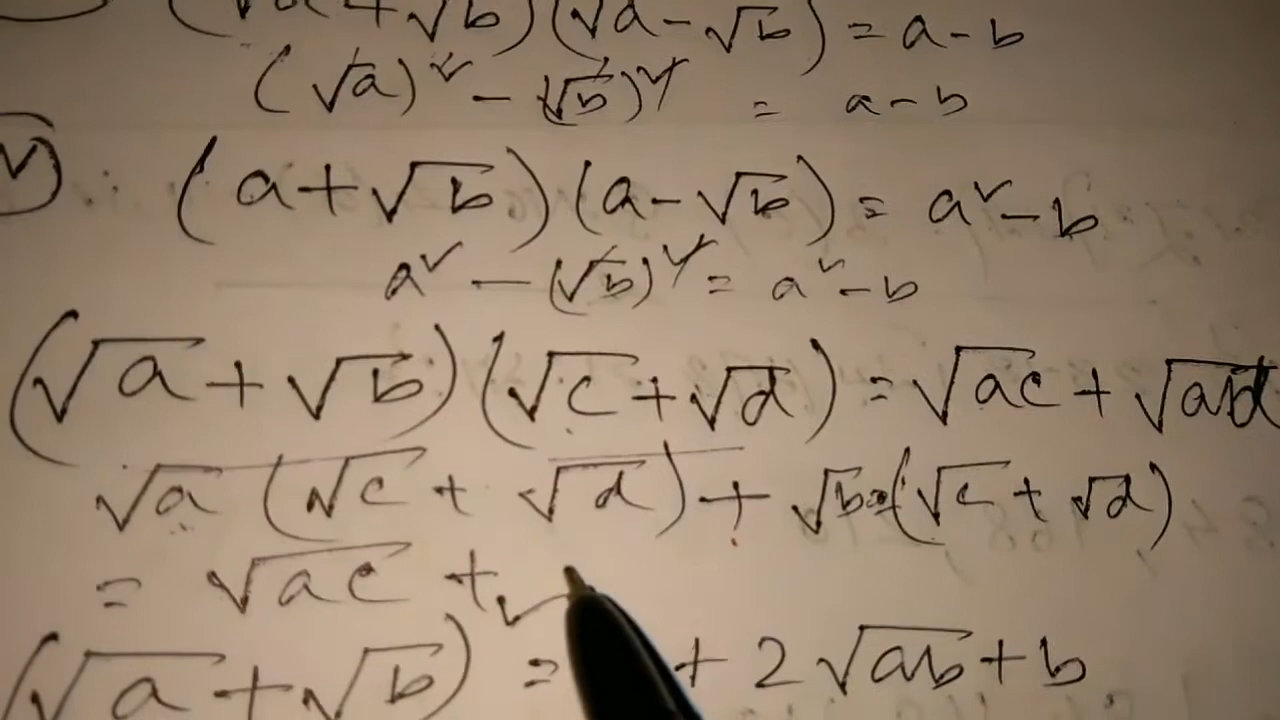 (√a + √b)(√a - √b) = a - b
(√a)² - (√b)² = a - b
V) : (a + √b)(a - √b) = a² - b
a² - (√b)² = a² - b
(√a + √b)(√c + √d) = √ac + √ad
√a (√c + √d) + √b (√c + √d)
= √ac + √
(√a + √b) = + 2√ab + b